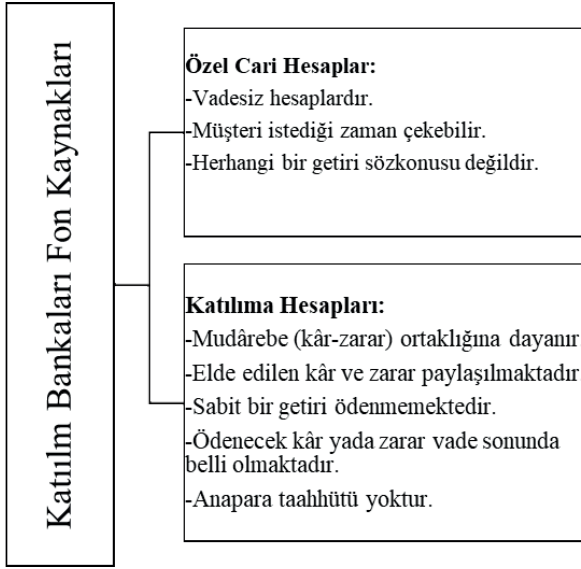 Katıılm Bankaları Fon Kaynakları
Özel Cari Hesaplar:
-Vadesiz hesaplardır.
-Müşteri istediği zaman çekebilir.
-Herhangi bir getiri sözkonusu değildir.
Katılıma Hesapları:
-Mudârebe (kâr-zarar) ortaklığına dayanır
-Elde edilen kâr ve zarar paylaşılmaktadır
-Sabit bir getiri ödenmemektedir.
-Ödenecek kâr yada zarar vade sonunda
belli olmaktadır.
-Anapara taahhütü yoktur.